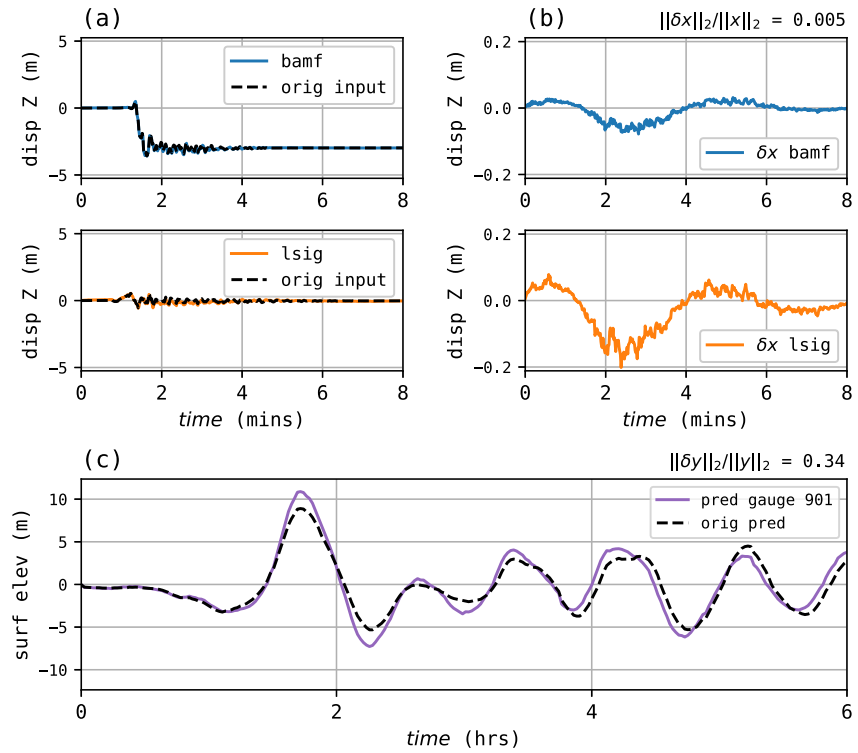 (a)
5
0
−5
disp Z (m)
bamf
orig input
0
2
4
6
8
(b)
||δx||₂/||x||₂ = 0.005
0.2
0.0
−0.2
disp Z (m)
δx bamf
0
2
4
6
8
5
0
−5
disp Z (m)
lsig
orig input
0
2
4
6
8
time (mins)
0.2
0.0
−0.2
disp Z (m)
δx lsig
0
2
4
6
8
time (mins)
(c)
||δy||₂/||y||₂ = 0.34
10
5
0
−5
−10
surf elev (m)
pred gauge 901
orig pred
0
2
4
6
time (hrs)